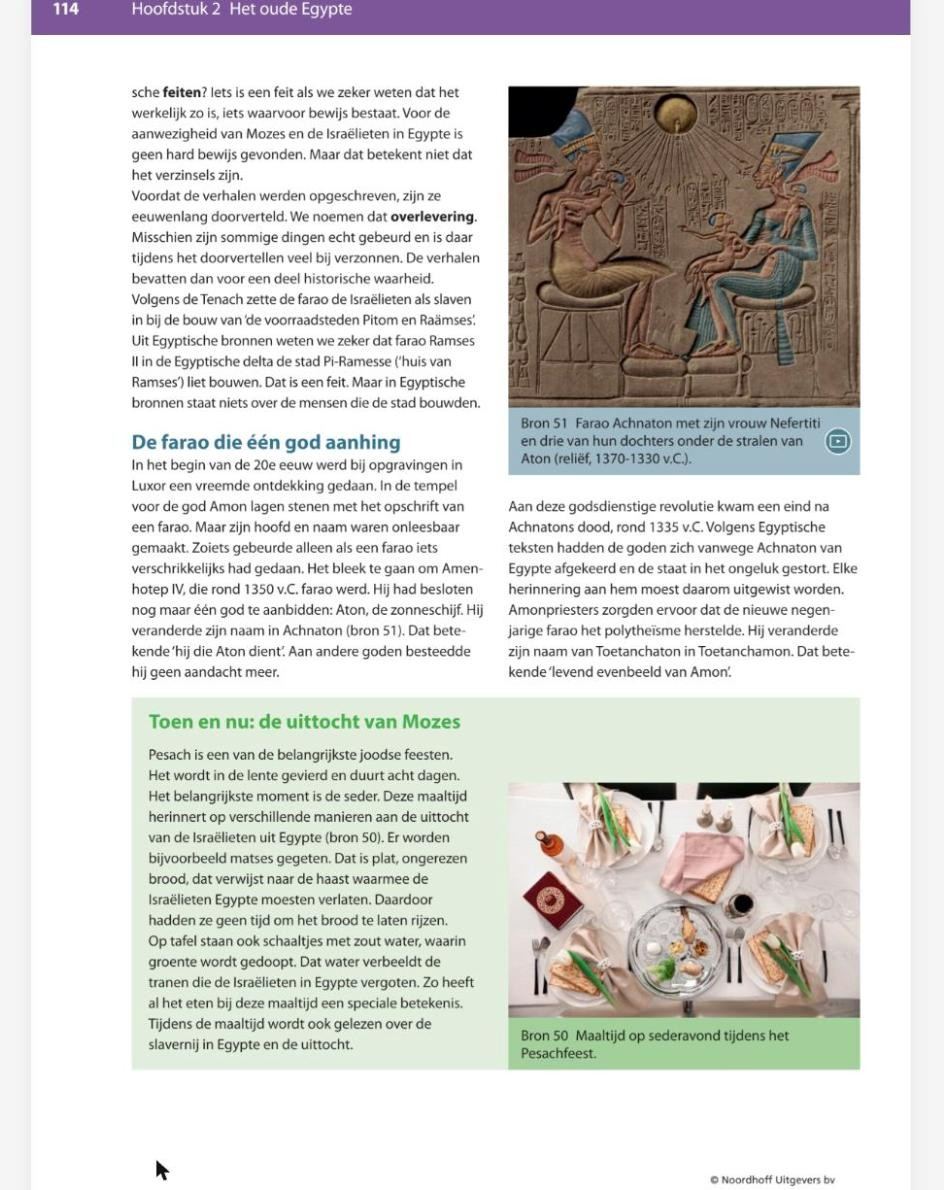 114 Hoofdstuk 2 Het oude Egypte
sche feiten? Iets is een feit als we zeker weten dat het
werkelijk zo is, iets waarvoor bewijs bestaat. Voor de
aanwezigheid van Mozes en de Israëlieten in Egypte is
geen hard bewijs gevonden. Maar dat betekent niet dat
het verzinsels zijn.
Voordat de verhalen werden opgeschreven, zijn ze
eeuwenlang doorverteld. We noemen dat overlevering.
Misschien zijn sommige dingen echt gebeurd en is daar
tijdens het doorvertellen veel bij verzonnen. De verhalen
bevatten dan voor een deel historische waarheid.
Volgens de Tenach zette de farao de Israëlieten als slaven
in bij de bouw van ‘de voorraadsteden Pitom en Raämses’.
Uit Egyptische bronnen weten we zeker dat farao Ramses
II in de Egyptische delta de stad Pi-Ramesse (‘huis van
Ramses’) liet bouwen. Dat is een feit. Maar in Egyptische
bronnen staat niets over de mensen die de stad bouwden.
De farao die één god aanhing
In het begin van de 20e eeuw werd bij opgravingen in
Luxor een vreemde ontdekking gedaan. In de tempel
voor de god Amon lagen stenen met het opschrift van
een farao. Maar zijn hoofd en naam waren onleesbaar
gemaakt. Zoiets gebeurde alleen als een farao iets
verschrikkelijks had gedaan. Het bleek te gaan om Amen-
hotep IV, die rond 1350 v.C. farao werd. Hij had besloten
nog maar één god te aanbidden: Aton, de zonneschijf. Hij
veranderde zijn naam in Achnaton (bron 51). Dat bete-
kende ‘hij die Aton dient’. Aan andere goden besteedde
hij geen aandacht meer.
Bron 51 Farao Achnaton met zijn vrouw Nefertiti
en drie van hun dochters onder de stralen van
Aton (reliëf, 1370-1330 v.C.).
Aan deze godsdienstige revolutie kwam een eind na
Achnatons dood, rond 1335 v.C. Volgens Egyptische
teksten hadden de goden zich vanwege Achnaton van
Egypte afgekeerd en de staat in het ongeluk gestort. Elke
herinnering aan hem moest daarom uitgewist worden.
Amonpriesters zorgden ervoor dat de nieuwe negen-
jarige farao het polytheïsme herstelde. Hij veranderde
zijn naam van Toetanchaton in Toetanchamon. Dat bete-
kende ‘levend evenbeeld van Amon’.
Toen en nu: de uittocht van Mozes
Pesach is een van de belangrijkste joodse feesten.
Het wordt in de lente gevierd en duurt acht dagen.
Het belangrijkste moment is de seder. Deze maaltijd
herinnert op verschillende manieren aan de uittocht
van de Israëlieten uit Egypte (bron 50). Er worden
bijvoorbeeld matses gegeten. Dat is plat, ongerezen
brood, dat verwijst naar de haast waarmee de
Israëlieten Egypte moesten verlaten. Daardoor
hadden ze geen tijd om het brood te laten rijzen.
Op tafel staan ook schaaltjes met zout water, waarin
groente wordt gedoopt. Dat water verbeeldt de
tranen die de Israëlieten in Egypte vergoten. Zo heeft
al het eten bij deze maaltijd een speciale betekenis.
Tijdens de maaltijd wordt ook gelezen over de
slavernij in Egypte en de uittocht.
Bron 50 Maaltijd op sederavond tijdens het
Pesachfeest.
© Noordhoff Uitgevers bv